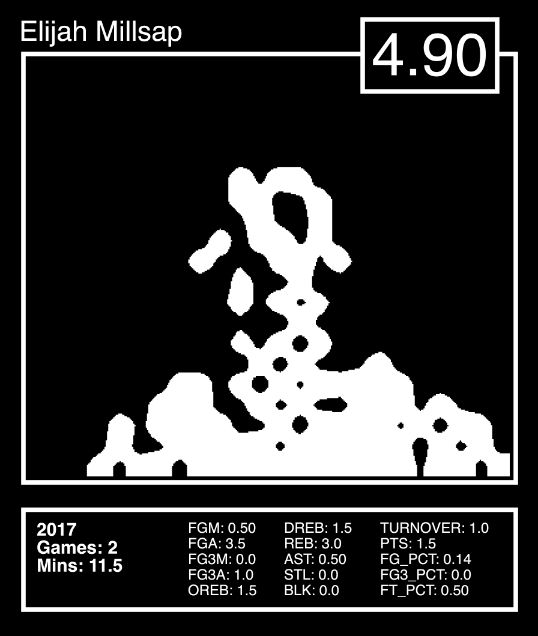 Elijah Millsap
4.90
2017
Games: 2
Mins: 11.5
FGM: 0.50
FGA: 3.5
FG3M: 0.0
FG3A: 1.0
OREB: 1.5
DREB: 1.5
REB: 3.0
AST: 0.50
STL: 0.0
BLK: 0.0
TURNOVER: 1.0
PTS: 1.5
FG_PCT: 0.14
FG3_PCT: 0.0
FT_PCT: 0.50